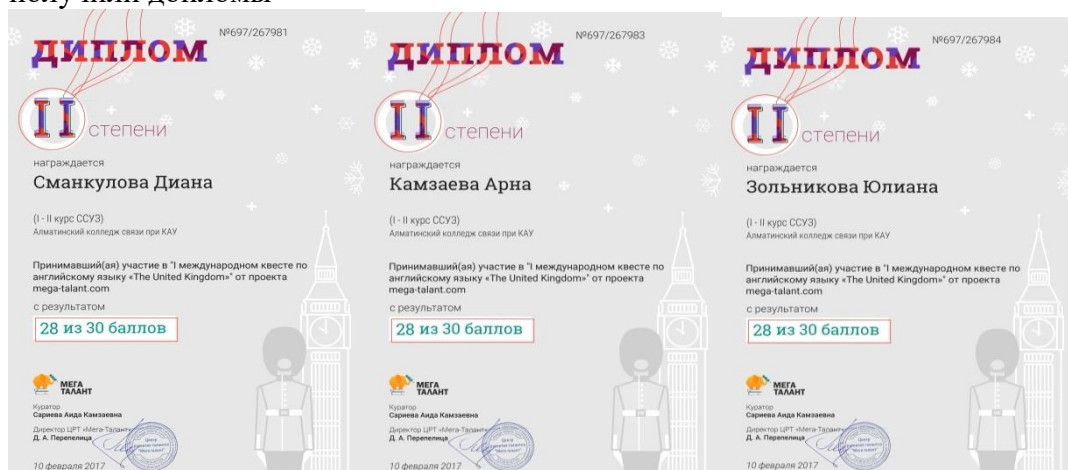 получили дипломы
№697/267981
ДИПЛОМ
II степени
награждается
Сманкулова Диана
(I - II курс ССУЗ)
Алматинский колледж связи при КАУ
Принимавший(ая) участие в "I международном квесте по
английскому языку «The United Kingdom»" от проекта
mega-talant.com
с результатом
28 из 30 баллов
МЕГА
ТАЛАНТ
Куратор
Сариева Аида Камзаевна
Директор ЦРТ «Мега-Талант»
Д. А. Перепелица
10 февраля 2017
№697/267983
ДИПЛОМ
II степени
награждается
Камзаева Арна
(I - II курс ССУЗ)
Алматинский колледж связи при КАУ
Принимавший(ая) участие в "I международном квесте по
английскому языку «The United Kingdom»" от проекта
mega-talant.com
с результатом
28 из 30 баллов
МЕГА
ТАЛАНТ
Куратор
Сариева Аида Камзаевна
Директор ЦРТ «Мега-Талант»
Д. А. Перепелица
10 февраля 2017
№697/267984
ДИПЛОМ
II степени
награждается
Зольникова Юлиана
(I - II курс ССУЗ)
Алматинский колледж связи при КАУ
Принимавший(ая) участие в "I международном квесте по
английскому языку «The United Kingdom»" от проекта
mega-talant.com
с результатом
28 из 30 баллов
МЕГА
ТАЛАНТ
Куратор
Сариева Аида Камзаевна
Директор ЦРТ «Мега-Талант»
Д. А. Перепелица
10 февраля 2017